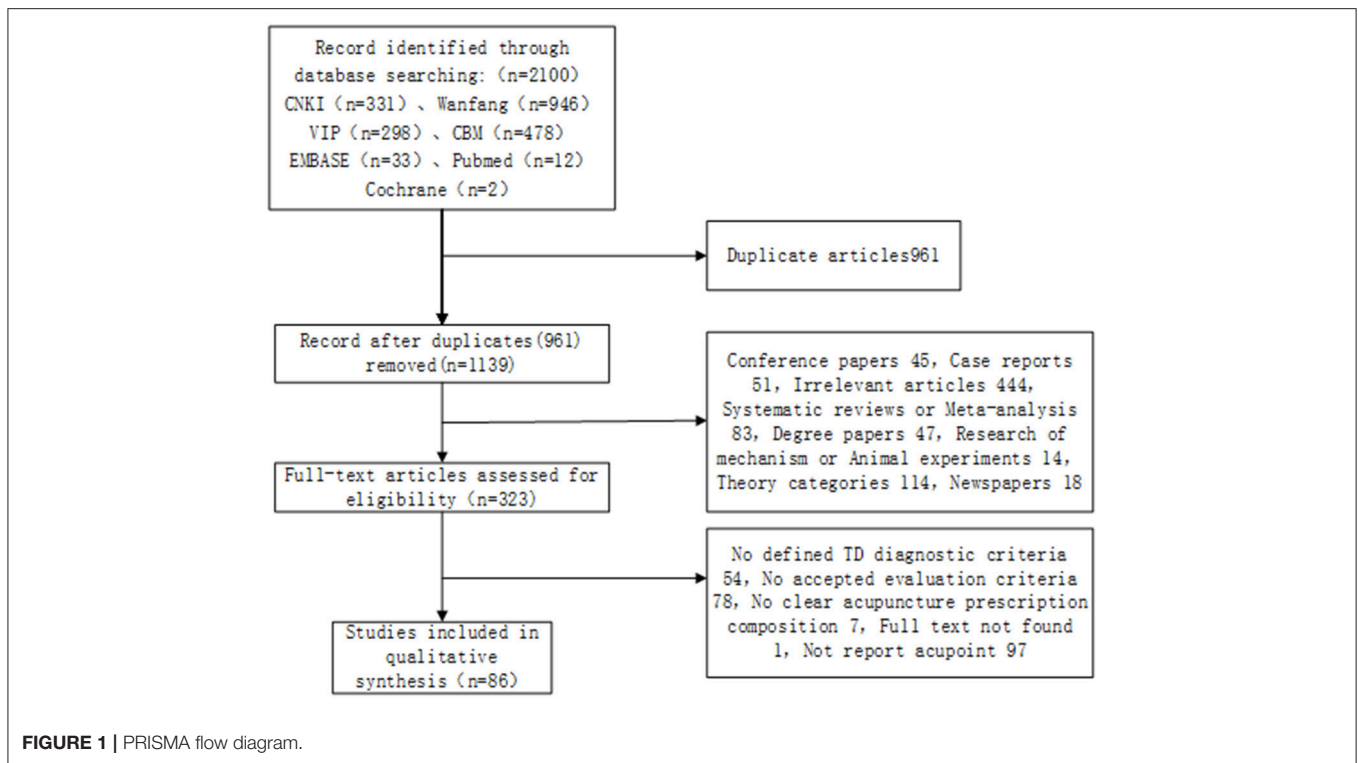 Record identified through
database searching: (n=2100)
CNKI (n=331) 、Wanfang (n=946)
VIP (n=298) 、CBM (n=478)
EMBASE (n=33) 、Pubmed (n=12)
Cochrane (n=2)
Duplicate articles961
Record after duplicates(961)
removed(n=1139)
Conference papers 45, Case reports
51, Irrelevant articles 444,
Systematic reviews or Meta-analysis
83, Degree papers 47, Research of
mechanism or Animal experiments 14,
Theory categories 114, Newspapers 18
Full-text articles assessed for
eligibility (n=323)
No defined TD diagnostic criteria
54, No accepted evaluation criteria
78, No clear acupuncture prescription
composition 7, Full text not found
1, Not report acupoint 97
Studies included in
qualitative
synthesis (n=86)
FIGURE 1 | PRISMA flow diagram.